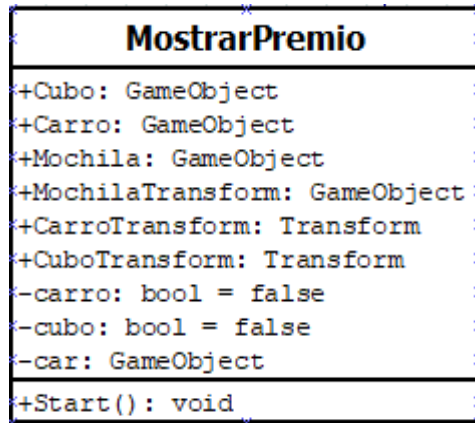 MostrarPremio
+Cubo: GameObject
+Carro: GameObject
+Mochila: GameObject
+MochilaTransform: GameObject
+CarroTransform: Transform
+CuboTransform: Transform
-carro: bool = false
-cubo: bool = false
-car: GameObject
+Start(): void